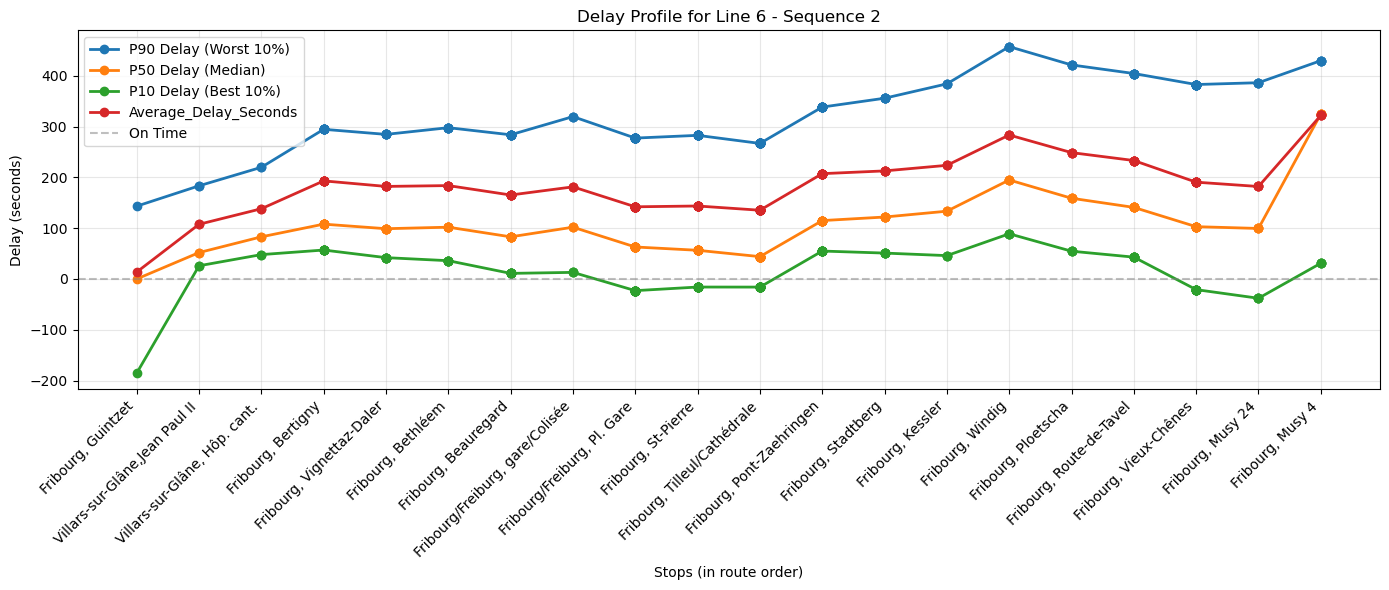 Delay Profile for Line 6 - Sequence 2
P90 Delay (Worst 10%)
P50 Delay (Median)
P10 Delay (Best 10%)
Average_Delay_Seconds
On Time
Delay (seconds)
400
300
200
100
0
−100
−200
Fribourg, Guintzet
Villars-sur-Glâne,Jean Paul II
Villars-sur-Glâne, Hôp. cant.
Fribourg, Bertigny
Fribourg, Vignettaz-Daler
Fribourg, Bethléem
Fribourg, Beauregard
Fribourg/Freiburg, gare/Colisée
Fribourg/Freiburg, Pl. Gare
Fribourg, St-Pierre
Fribourg, Tilleul/Cathédrale
Fribourg, Pont-Zaehringen
Fribourg, Stadtberg
Fribourg, Kessler
Fribourg, Windig
Fribourg, Ploetscha
Fribourg, Route-de-Tavel
Fribourg, Vieux-Chênes
Fribourg, Musy 24
Fribourg, Musy 4
Stops (in route order)